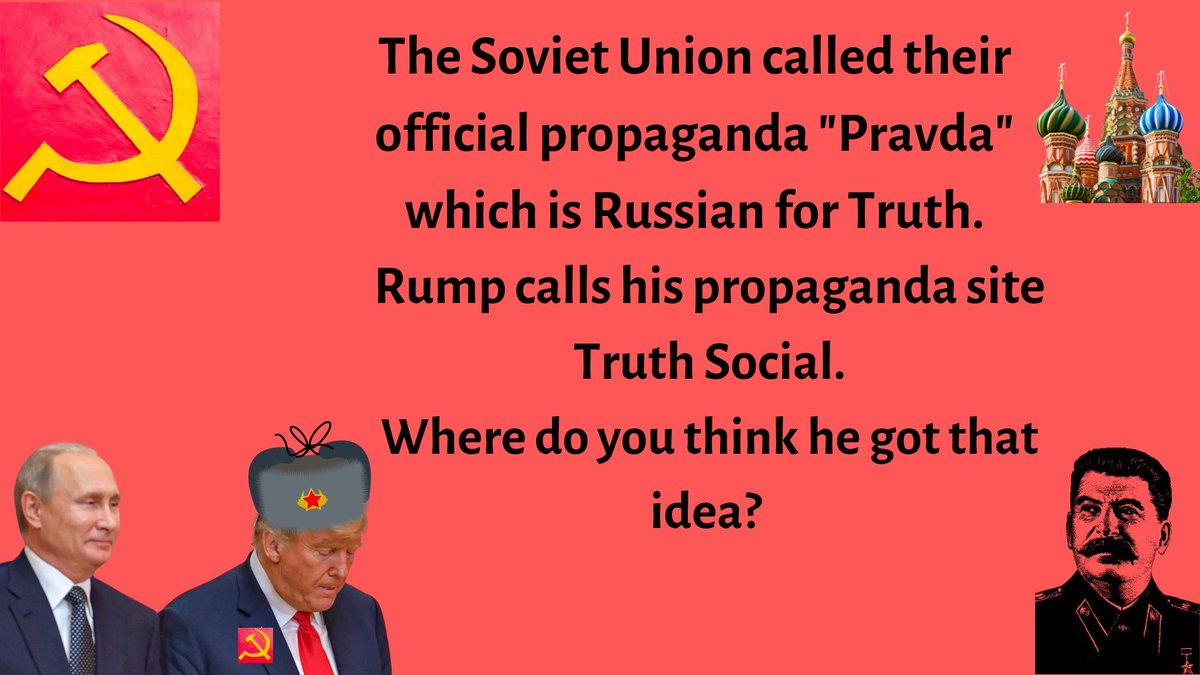 The Soviet Union called their
official propaganda "Pravda"
which is Russian for Truth.
Rump calls his propaganda site
Truth Social.
Where do you think he got that
idea?